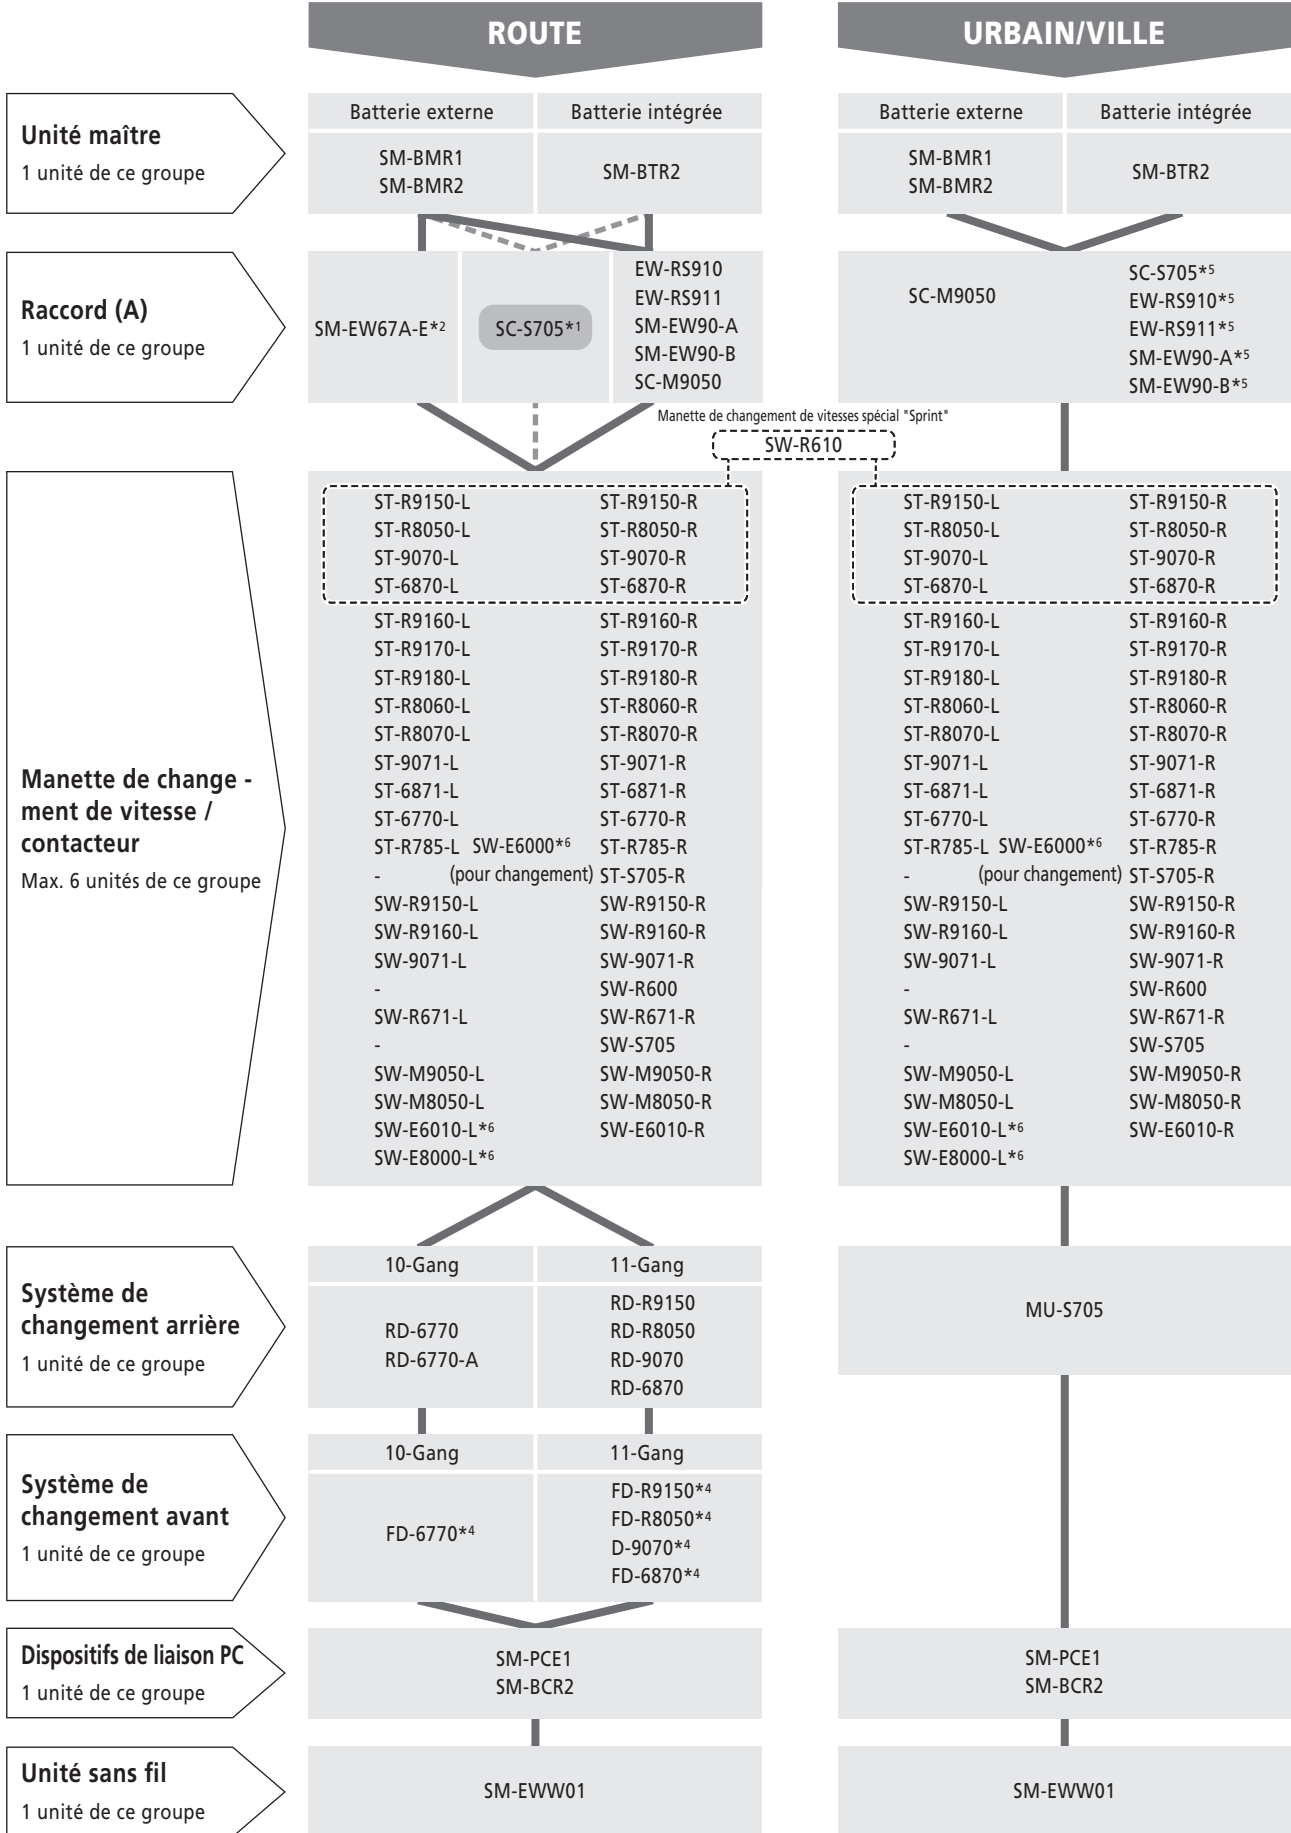 ROUTE
URBAIN/VILLE
Unité maître
1 unité de ce groupe
Batterie externe
Batterie intégrée
SM-BMR1
SM-BMR2
SM-BTR2
Batterie externe
Batterie intégrée
SM-BMR1
SM-BMR2
SM-BTR2
Raccord (A)
1 unité de ce groupe
SM-EW67A-E*2
SC-S705*1
EW-RS910
EW-RS911
SM-EW90-A
SM-EW90-B
SC-M9050
SC-M9050
SC-S705*5
EW-RS910*5
EW-RS911*5
SM-EW90-A*5
SM-EW90-B*5
Manette de changement de vitesses spécial "Sprint"
SW-R610
Manette de change -
ment de vitesse /
contacteur
Max. 6 unités de ce groupe
ST-R9150-L ST-R9150-R
ST-R8050-L ST-R8050-R
ST-9070-L ST-9070-R
ST-6870-L ST-6870-R
ST-R9160-L ST-R9160-R
ST-R9170-L ST-R9170-R
ST-R9180-L ST-R9180-R
ST-R8060-L ST-R8060-R
ST-R8070-L ST-R8070-R
ST-9071-L ST-9071-R
ST-6871-L ST-6871-R
ST-6770-L ST-6770-R
ST-R785-L SW-E6000*6 ST-R785-R
- (pour changement) ST-S705-R
SW-R9150-L SW-R9150-R
SW-R9160-L SW-R9160-R
SW-9071-L SW-9071-R
- SW-R600
SW-R671-L SW-R671-R
- SW-S705
SW-M9050-L SW-M9050-R
SW-M8050-L SW-M8050-R
SW-E6010-L*6 SW-E6010-R
SW-E8000-L*6
ST-R9150-L ST-R9150-R
ST-R8050-L ST-R8050-R
ST-9070-L ST-9070-R
ST-6870-L ST-6870-R
ST-R9160-L ST-R9160-R
ST-R9170-L ST-R9170-R
ST-R9180-L ST-R9180-R
ST-R8060-L ST-R8060-R
ST-R8070-L ST-R8070-R
ST-9071-L ST-9071-R
ST-6871-L ST-6871-R
ST-6770-L ST-6770-R
ST-R785-L SW-E6000*6 ST-R785-R
- (pour changement) ST-S705-R
SW-R9150-L SW-R9150-R
SW-R9160-L SW-R9160-R
SW-9071-L SW-9071-R
- SW-R600
SW-R671-L SW-R671-R
- SW-S705
SW-M9050-L SW-M9050-R
SW-M8050-L SW-M8050-R
SW-E6010-L*6 SW-E6010-R
SW-E8000-L*6
Système de
changement arrière
1 unité de ce groupe
10-Gang
11-Gang
RD-6770
RD-6770-A
RD-R9150
RD-R8050
RD-9070
RD-6870
MU-S705
Système de
changement avant
1 unité de ce groupe
10-Gang
11-Gang
FD-6770*4
FD-R9150*4
FD-R8050*4
D-9070*4
FD-6870*4
Dispositifs de liaison PC
1 unité de ce groupe
SM-PCE1
SM-BCR2
SM-PCE1
SM-BCR2
Unité sans fil
1 unité de ce groupe
SM-EWW01
SM-EWW01